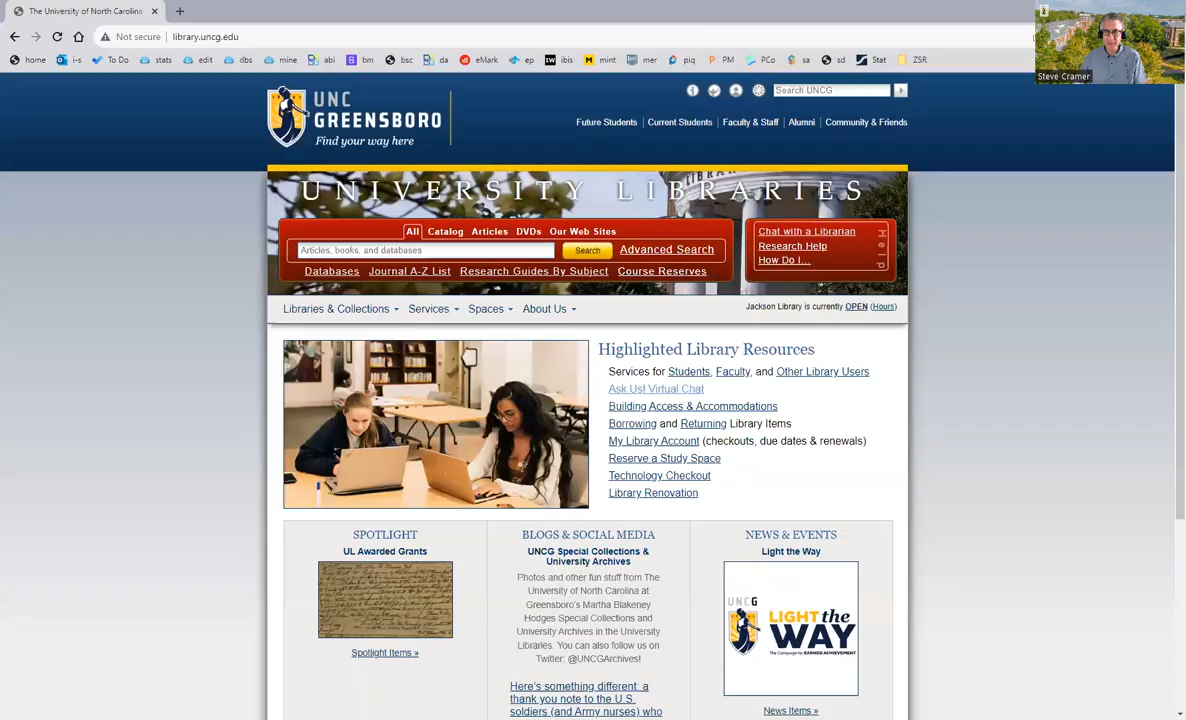 The University of North Carolina
Not secure | library.uncg.edu
home i-s To Do stats edit dbs mine abi bm bsc da eMark ep ibis mint mer piq PM PCo sa sd Stat ZSR
Steve Cramer
UNC
GREENSBORO
Find your way here
Search UNCG
Future Students | Current Students | Faculty & Staff | Alumni | Community & Friends
UNIVERSITY LIBRARIES
All Catalog Articles DVDs Our Web Sites
Articles, books, and databases Search Advanced Search
Databases Journal A-Z List Research Guides By Subject Course Reserves
Chat with a Librarian
Research Help
How Do I...
Help
Libraries & Collections Services Spaces About Us
Jackson Library is currently OPEN (Hours)
Highlighted Library Resources
Services for Students, Faculty, and Other Library Users
Ask Us! Virtual Chat
Building Access & Accommodations
Borrowing and Returning Library Items
My Library Account (checkouts, due dates & renewals)
Reserve a Study Space
Technology Checkout
Library Renovation
SPOTLIGHT
UL Awarded Grants
Spotlight Items »
BLOGS & SOCIAL MEDIA
UNCG Special Collections &
University Archives
Photos and other fun stuff from The
University of North Carolina at
Greensboro's Martha Blakeney
Hodges Special Collections and
University Archives in the University
Libraries. You can also follow us on
Twitter: @UNCGArchives!
Here's something different: a
thank you note to the U.S.
soldiers (and Army nurses) who
NEWS & EVENTS
Light the Way
UNCG
LIGHT the
WAY
The Campaign for EARNED ACHIEVEMENT
News Items »